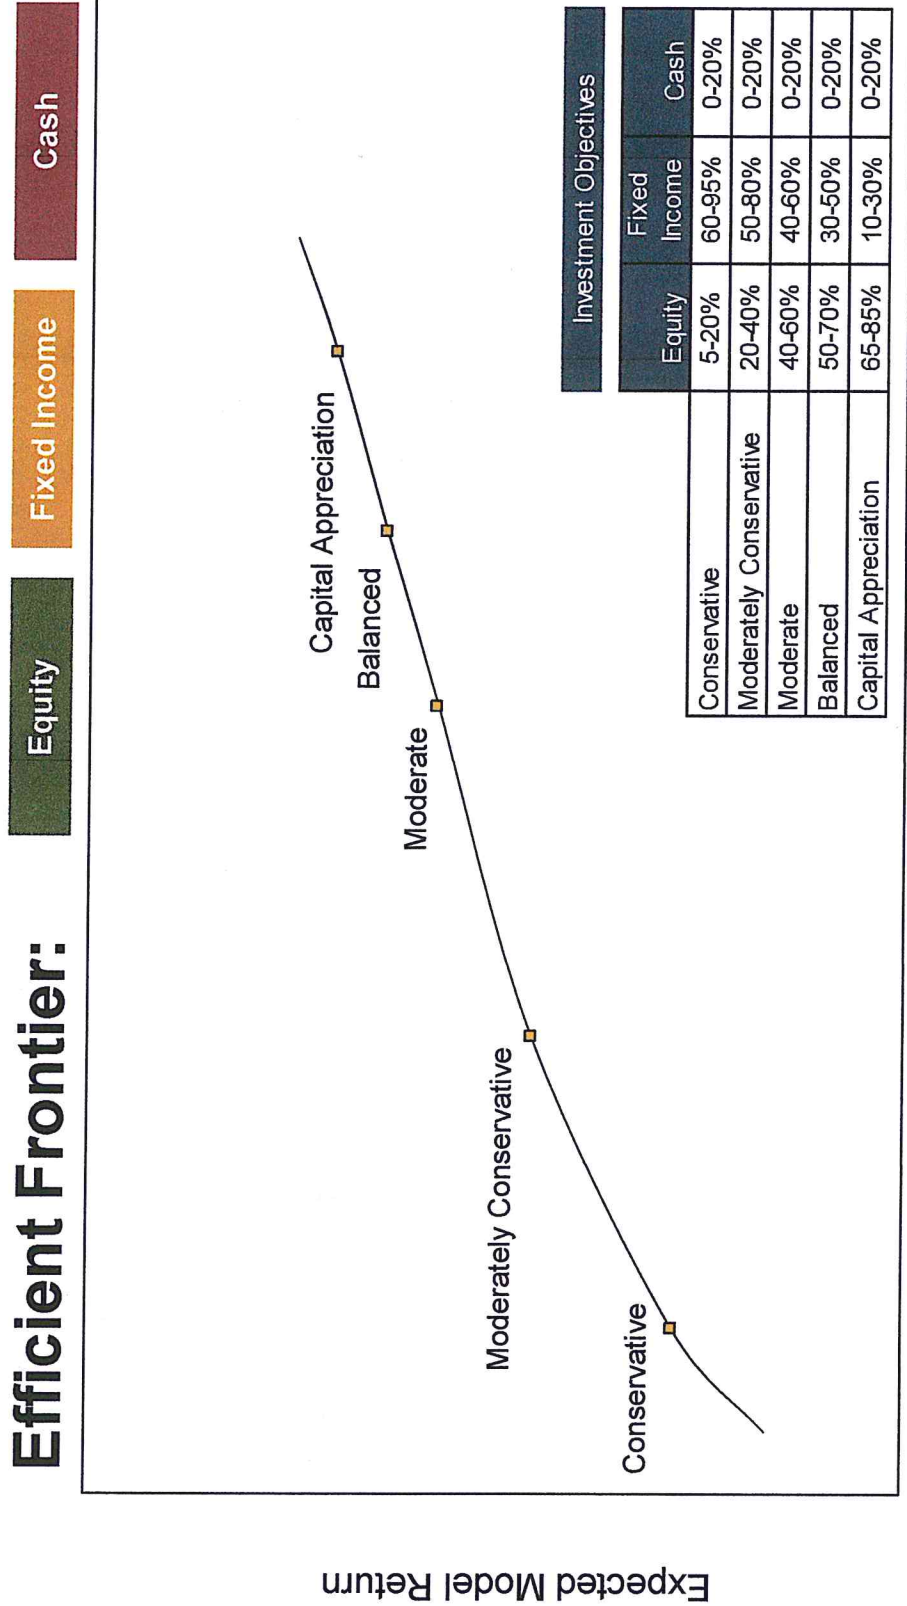 Efficient Frontier:
Equity
Fixed Income
Cash
Expected Model Return
Capital Appreciation
Balanced
Moderate
Moderately Conservative
Conservative
Investment Objectives
Equity Fixed Income Cash
Conservative 5-20% 60-95% 0-20%
Moderately Conservative 20-40% 50-80% 0-20%
Moderate 40-60% 40-60% 0-20%
Balanced 50-70% 30-50% 0-20%
Capital Appreciation 65-85% 10-30% 0-20%